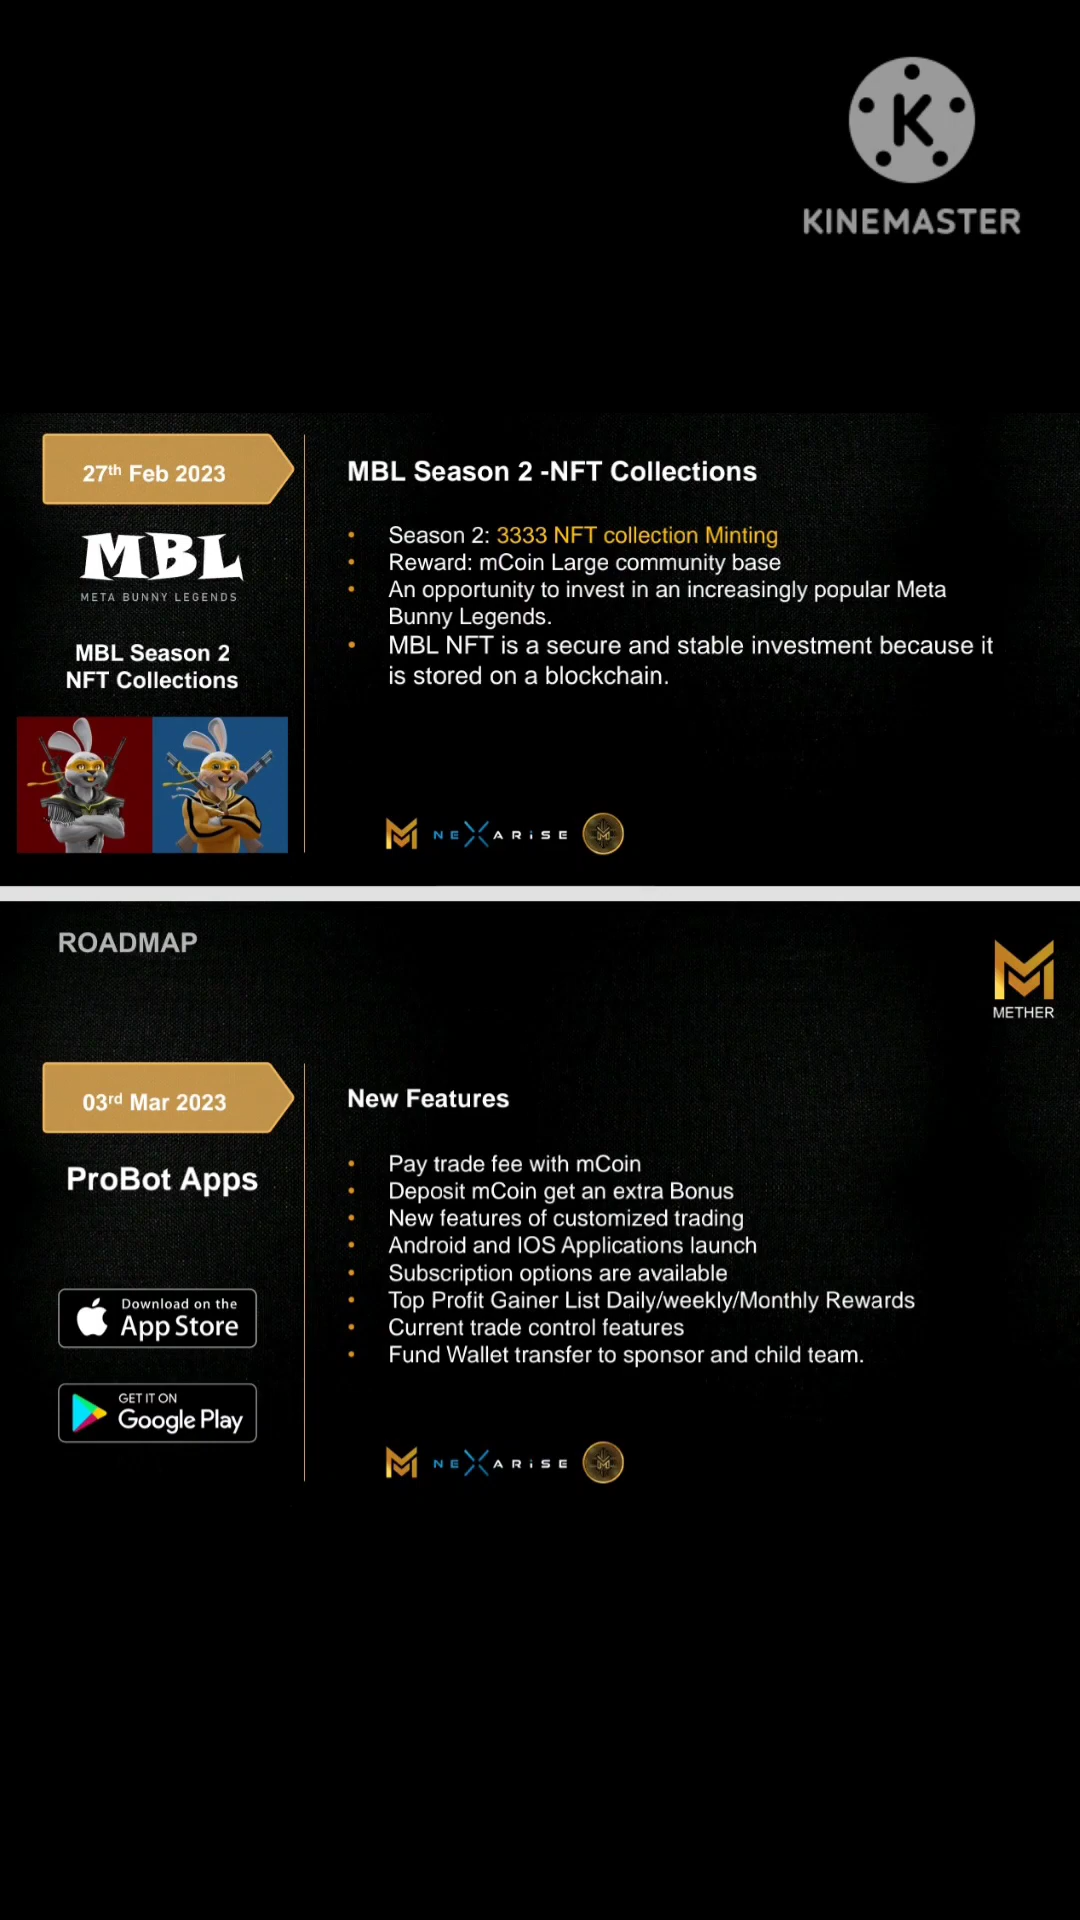 KINEMASTER
27th Feb 2023
MBL
META BUNNY LEGENDS
MBL Season 2
NFT Collections
MBL Season 2 -NFT Collections
• Season 2: 3333 NFT collection Minting
• Reward: mCoin Large community base
• An opportunity to invest in an increasingly popular Meta
Bunny Legends.
• MBL NFT is a secure and stable investment because it
is stored on a blockchain.
NEXARiSE
ROADMAP
METHER
03rd Mar 2023
ProBot Apps
Download on the
App Store
GET IT ON
Google Play
New Features
• Pay trade fee with mCoin
• Deposit mCoin get an extra Bonus
• New features of customized trading
• Android and IOS Applications launch
• Subscription options are available
• Top Profit Gainer List Daily/weekly/Monthly Rewards
• Current trade control features
• Fund Wallet transfer to sponsor and child team.
NEXARiSE